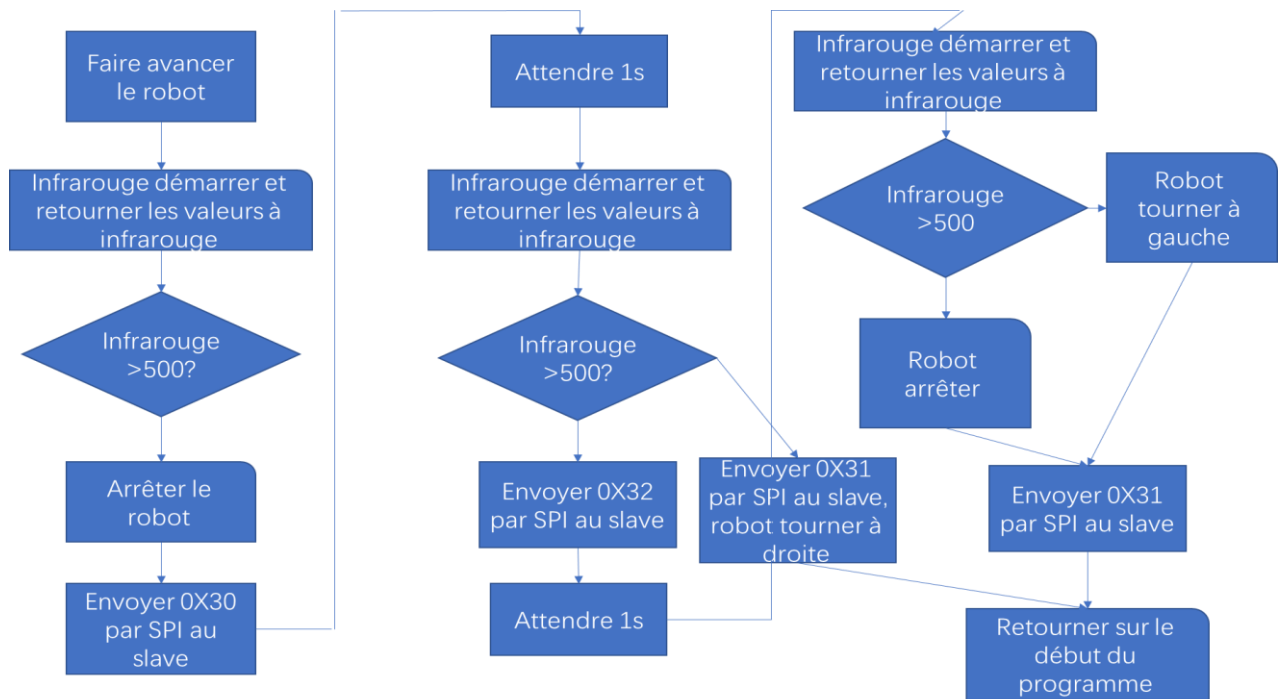 Faire avancer
le robot
Infrarouge démarrer et
retourner les valeurs à
infrarouge
Infrarouge
>500?
Arrêter le
robot
Envoyer 0X30
par SPI au
slave
Attendre 1s
Infrarouge démarrer et
retourner les valeurs à
infrarouge
Infrarouge
>500?
Envoyer 0X32
par SPI au slave
Attendre 1s
Envoyer 0X31
par SPI au slave,
robot tourner à
droite
Infrarouge démarrer et
retourner les valeurs à
infrarouge
Infrarouge
>500
Robot
tourner à
gauche
Robot
arrêter
Envoyer 0X31
par SPI au slave
Retourner sur le
début du
programme